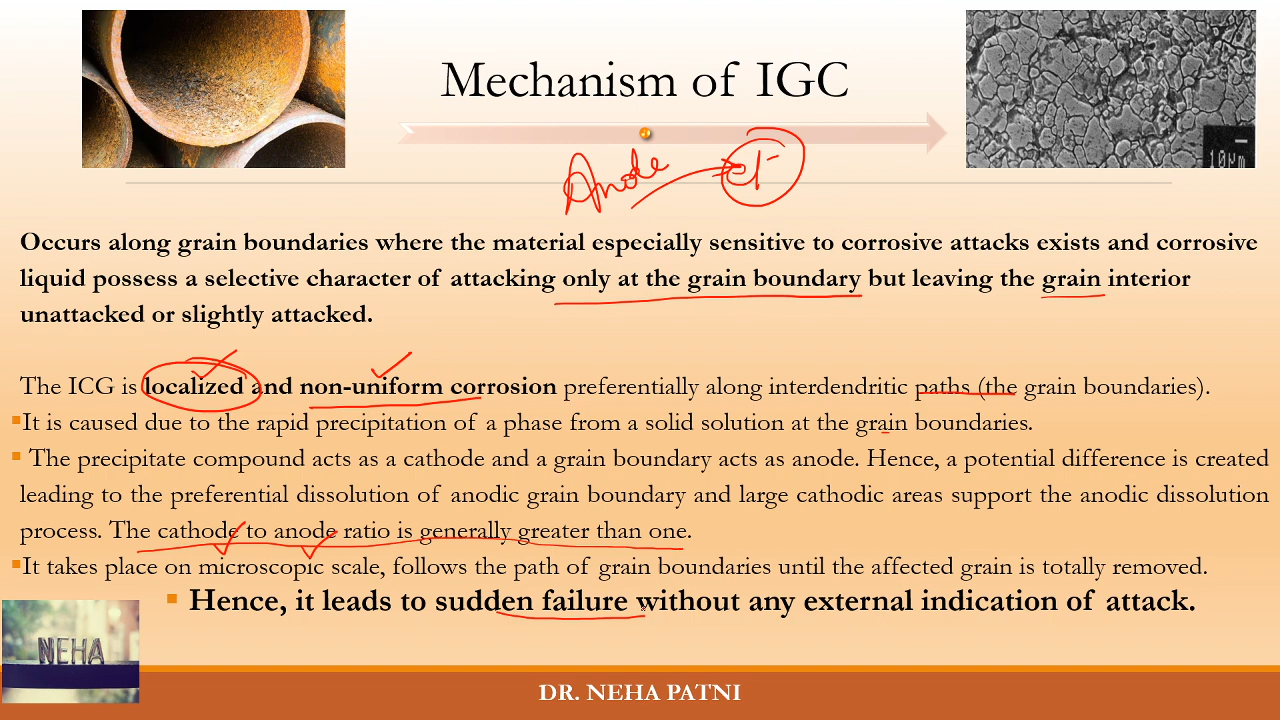 Mechanism of IGC
10μm
Anode
Occurs along grain boundaries where the material especially sensitive to corrosive attacks exists and corrosive
liquid possess a selective character of attacking only at the grain boundary but leaving the grain interior
unattacked or slightly attacked.
The ICG is localized and non-uniform corrosion preferentially along interdendritic paths (the grain boundaries).
▪It is caused due to the rapid precipitation of a phase from a solid solution at the grain boundaries.
▪ The precipitate compound acts as a cathode and a grain boundary acts as anode. Hence, a potential difference is created
leading to the preferential dissolution of anodic grain boundary and large cathodic areas support the anodic dissolution
process. The cathode to anode ratio is generally greater than one.
▪It takes place on microscopic scale, follows the path of grain boundaries until the affected grain is totally removed.
▪ Hence, it leads to sudden failure without any external indication of attack.
NEHA
DR. NEHA PATNI